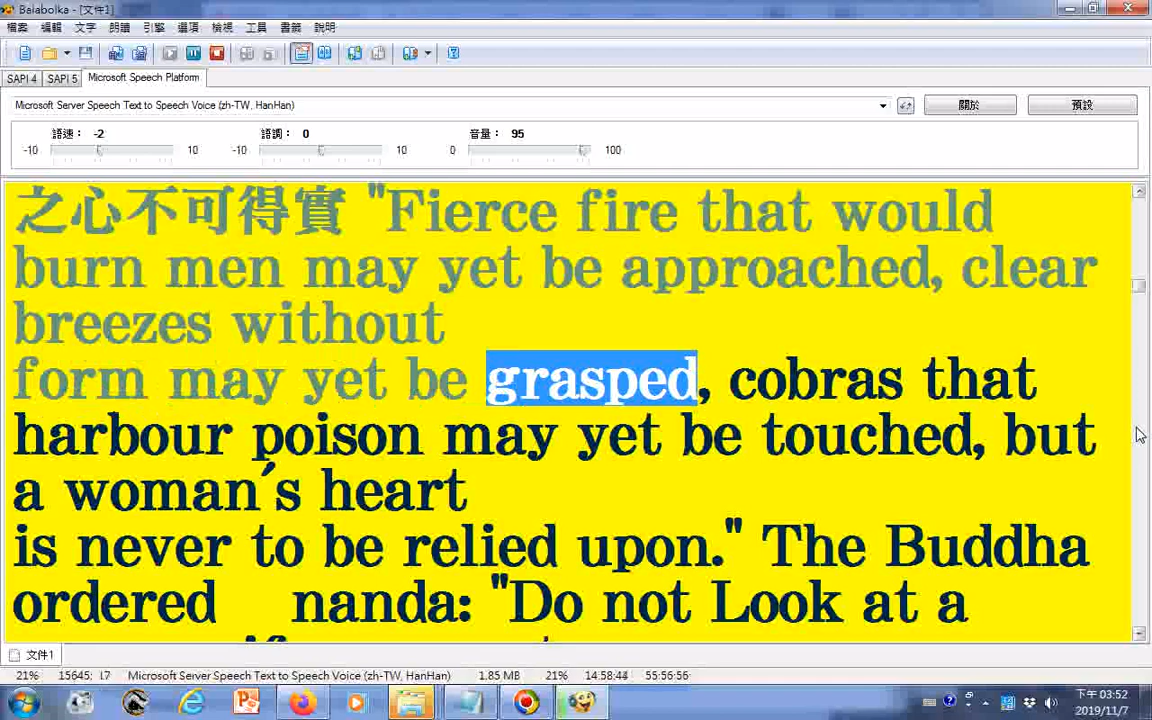 Balabolka - [文件1]
檔案 編輯 文字 朗讀 引擎 選項 檢視 工具 書籤 說明
SAPI 4 SAPI 5 Microsoft Speech Platform
Microsoft Server Speech Text to Speech Voice (zh-TW, HanHan) 關於 預設
語速： -2 語調： 0 音量： 95
-10 10 -10 10 0 100
之心不可得實 "Fierce fire that would
burn men may yet be approached, clear
breezes without
form may yet be grasped, cobras that
harbour poison may yet be touched, but
a woman´s heart
is never to be relied upon." The Buddha
ordered nanda: "Do not Look at a
文件1
21% 15645: 17 Microsoft Server Speech Text to Speech Voice (zh-TW, HanHan) 1.85 MB 21% 14:58:44 55:56:56
下午 03:52
2019/11/7